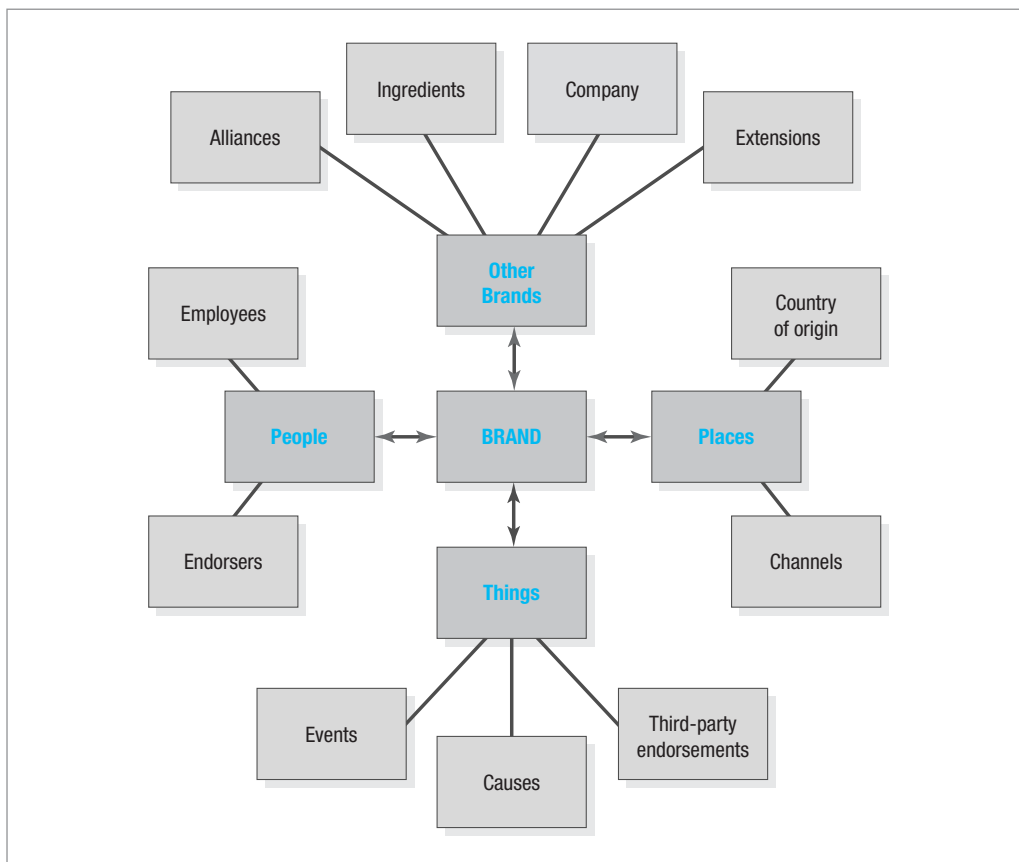 Ingredients
Company
Alliances
Extensions
Other
Brands
Employees
Country
of origin
People
BRAND
Places
Endorsers
Channels
Things
Events
Causes
Third-party
endorsements